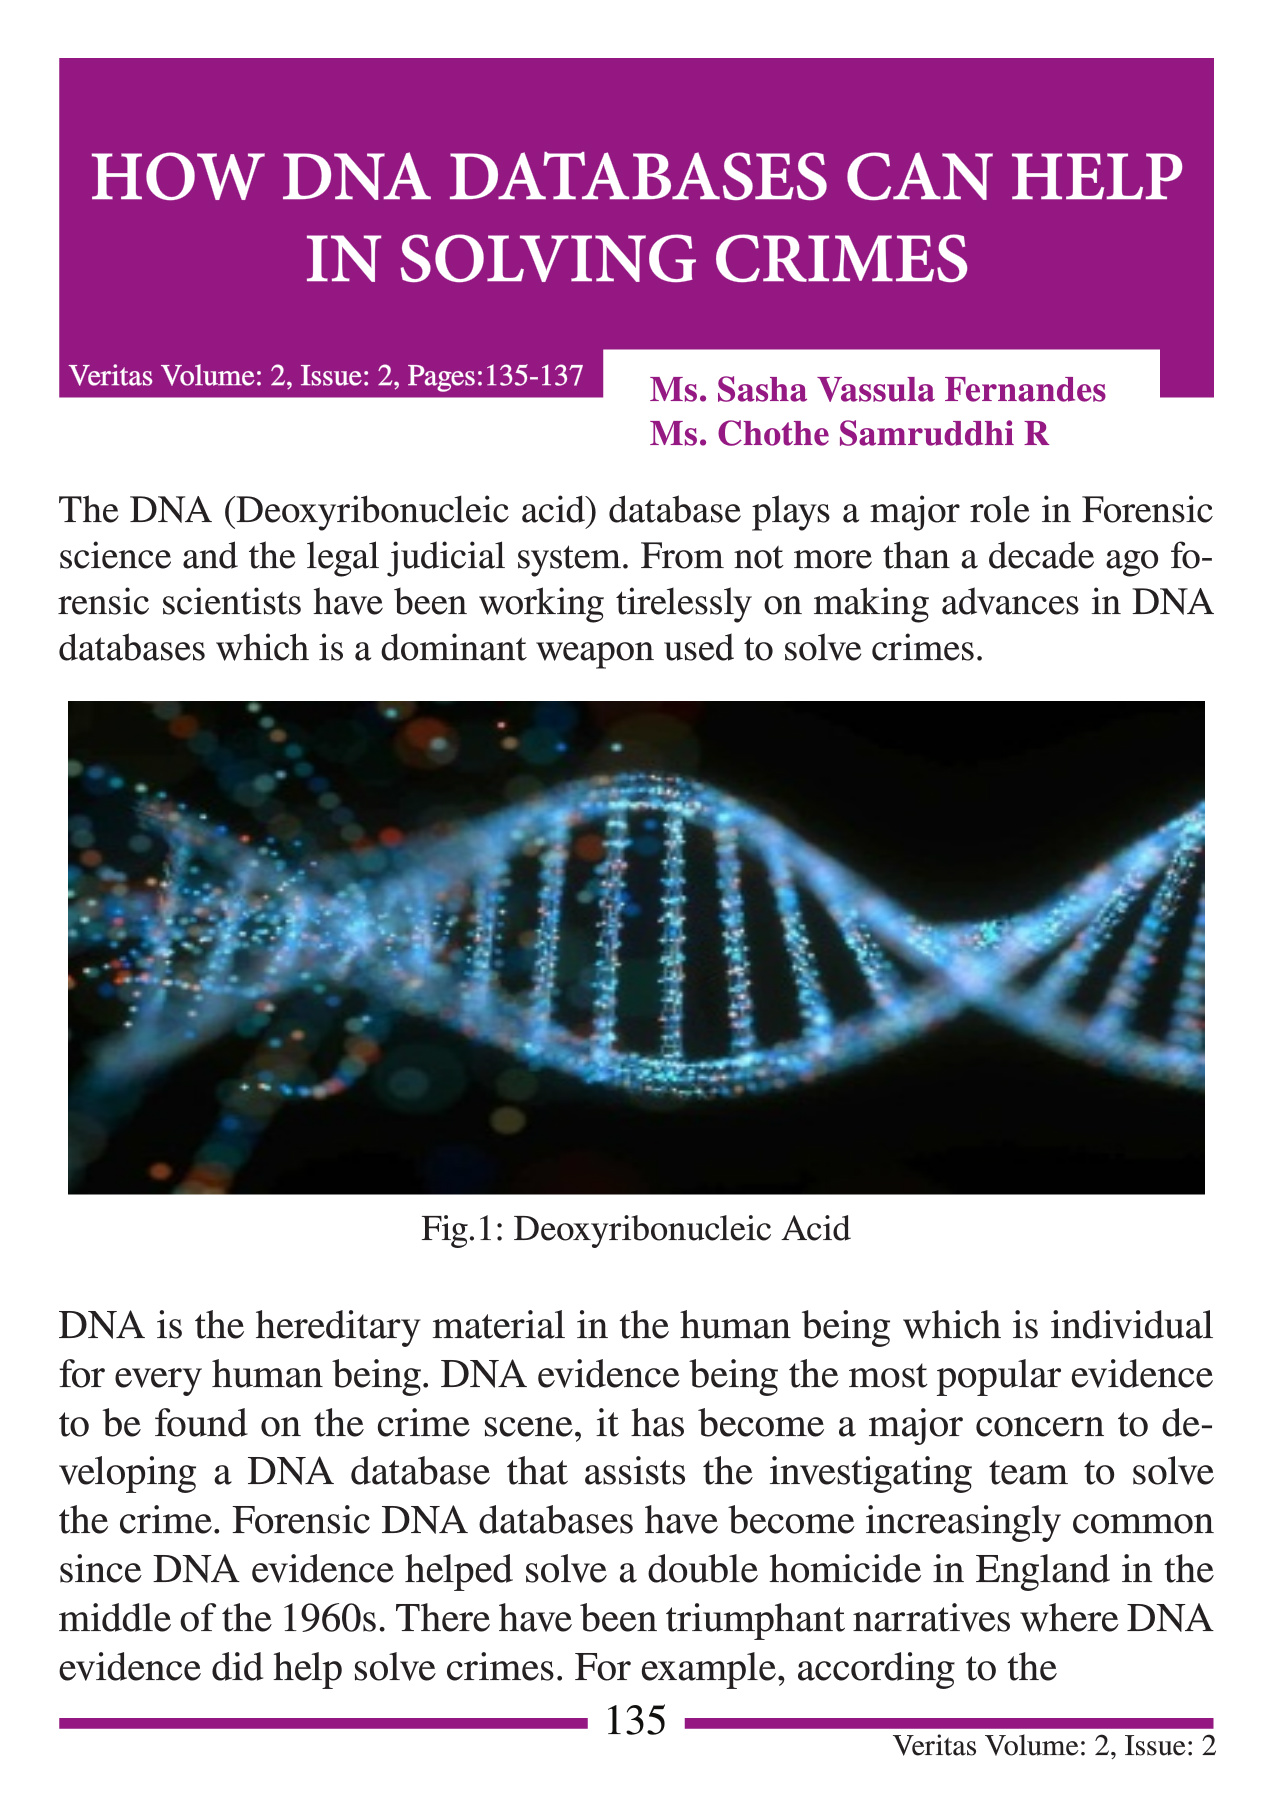 HOW DNA DATABASES CAN HELP
IN SOLVING CRIMES
Veritas Volume: 2, Issue: 2, Pages:135-137
Ms. Sasha Vassula Fernandes
Ms. Chothe Samruddhi R
The DNA (Deoxyribonucleic acid) database plays a major role in Forensic
science and the legal judicial system. From not more than a decade ago fo-
rensic scientists have been working tirelessly on making advances in DNA
databases which is a dominant weapon used to solve crimes.
Fig.1: Deoxyribonucleic Acid
DNA is the hereditary material in the human being which is individual
for every human being. DNA evidence being the most popular evidence
to be found on the crime scene, it has become a major concern to de-
veloping a DNA database that assists the investigating team to solve
the crime. Forensic DNA databases have become increasingly common
since DNA evidence helped solve a double homicide in England in the
middle of the 1960s. There have been triumphant narratives where DNA
evidence did help solve crimes. For example, according to the
135
Veritas Volume: 2, Issue: 2